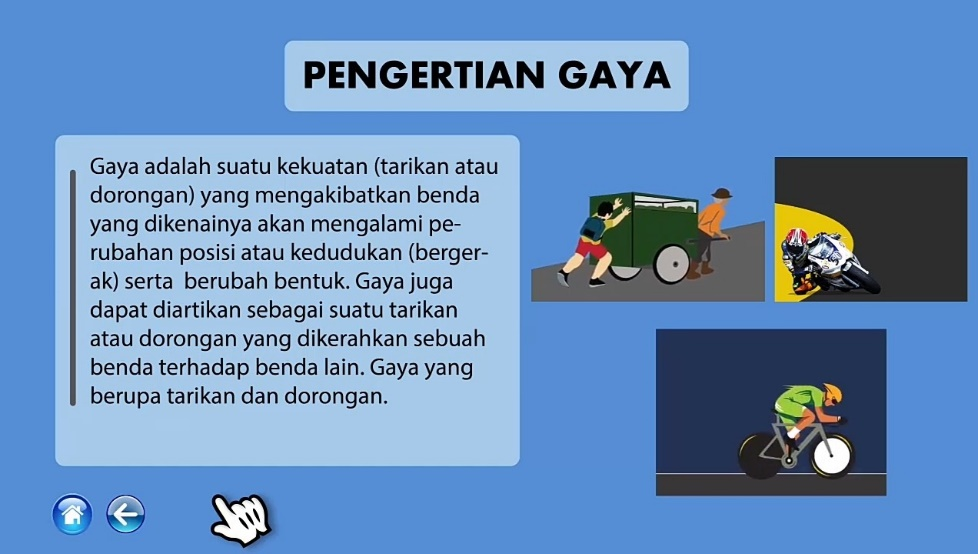 PENGERTIAN GAYA
Gaya adalah suatu kekuatan (tarikan atau
dorongan) yang mengakibatkan benda
yang dikenainya akan mengalami pe-
rubahan posisi atau kedudukan (berger-
ak) serta  berubah bentuk. Gaya juga
dapat diartikan sebagai suatu tarikan
atau dorongan yang dikerahkan sebuah
benda terhadap benda lain. Gaya yang
berupa tarikan dan dorongan.